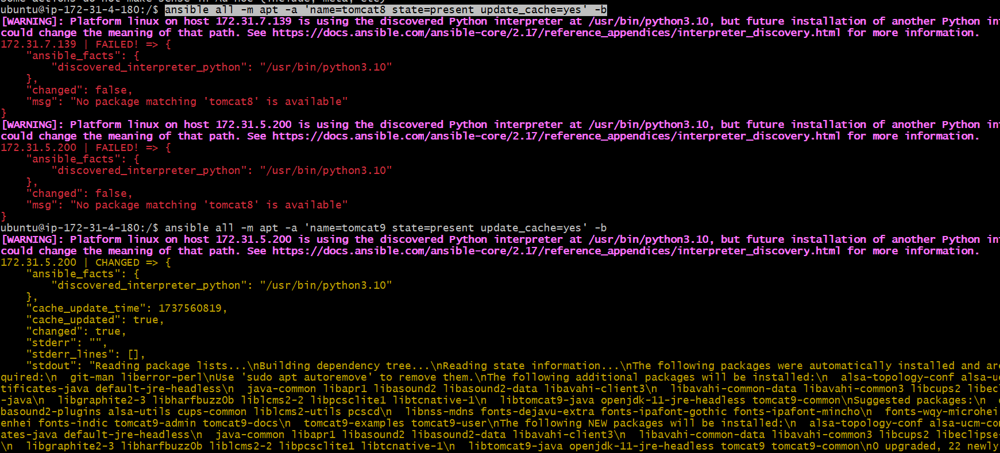 ubuntu@ip-172-31-4-180:/$ ansible all -m apt -a 'name=tomcat8 state=present update_cache=yes' -b
[WARNING]: Platform linux on host 172.31.7.139 is using the discovered Python interpreter at /usr/bin/python3.10, but future installation of another Python in
could change the meaning of that path. See https://docs.ansible.com/ansible-core/2.17/reference_appendices/interpreter_discovery.html for more information.
172.31.7.139 | FAILED! => {
    "ansible_facts": {
        "discovered_interpreter_python": "/usr/bin/python3.10"
    },
    "changed": false,
    "msg": "No package matching 'tomcat8' is available"
}
[WARNING]: Platform linux on host 172.31.5.200 is using the discovered Python interpreter at /usr/bin/python3.10, but future installation of another Python in
could change the meaning of that path. See https://docs.ansible.com/ansible-core/2.17/reference_appendices/interpreter_discovery.html for more information.
172.31.5.200 | FAILED! => {
    "ansible_facts": {
        "discovered_interpreter_python": "/usr/bin/python3.10"
    },
    "changed": false,
    "msg": "No package matching 'tomcat8' is available"
}
ubuntu@ip-172-31-4-180:/$ ansible all -m apt -a 'name=tomcat9 state=present update_cache=yes' -b
[WARNING]: Platform linux on host 172.31.5.200 is using the discovered Python interpreter at /usr/bin/python3.10, but future installation of another Python in
could change the meaning of that path. See https://docs.ansible.com/ansible-core/2.17/reference_appendices/interpreter_discovery.html for more information.
172.31.5.200 | CHANGED => {
    "ansible_facts": {
        "discovered_interpreter_python": "/usr/bin/python3.10"
    },
    "cache_update_time": 1737560819,
    "cache_updated": true,
    "changed": true,
    "stderr": "",
    "stderr_lines": [],
    "stdout": "Reading package lists...\nBuilding dependency tree...\nReading state information...\nThe following packages were automatically installed and are
quired:\n  git-man liberror-perl\nUse 'sudo apt autoremove' to remove them.\nThe following additional packages will be installed:\n  alsa-topology-conf alsa-uc
tificates-java default-jre-headless\n  java-common libapr1 libasound2 libasound2-data libavahi-client3\n  libavahi-common-data libavahi-common3 libcups2 libecl
-java\n  libgraphite2-3 libharfbuzz0b liblcms2-2 libpcsclite1 libtcnative-1\n  libtomcat9-java openjdk-11-jre-headless tomcat9-common\nSuggested packages:\n
basound2-plugins alsa-utils cups-common liblcms2-utils pcscd\n  libnss-mdns fonts-dejavu-extra fonts-ipafont-gothic fonts-ipafont-mincho\n  fonts-wqy-microhei
enhei fonts-indic tomcat9-admin tomcat9-docs\n  tomcat9-examples tomcat9-user\nThe following NEW packages will be installed:\n  alsa-topology-conf alsa-ucm-con
ates-java default-jre-headless\n  java-common libapr1 libasound2 libasound2-data libavahi-client3\n  libavahi-common-data libavahi-common3 libcups2 libeclipse-
\n  libgraphite2-3 libharfbuzz0b liblcms2-2 libpcsclite1 libtcnative-1\n  libtomcat9-java openjdk-11-jre-headless tomcat9 tomcat9-common\n0 upgraded, 22 newly